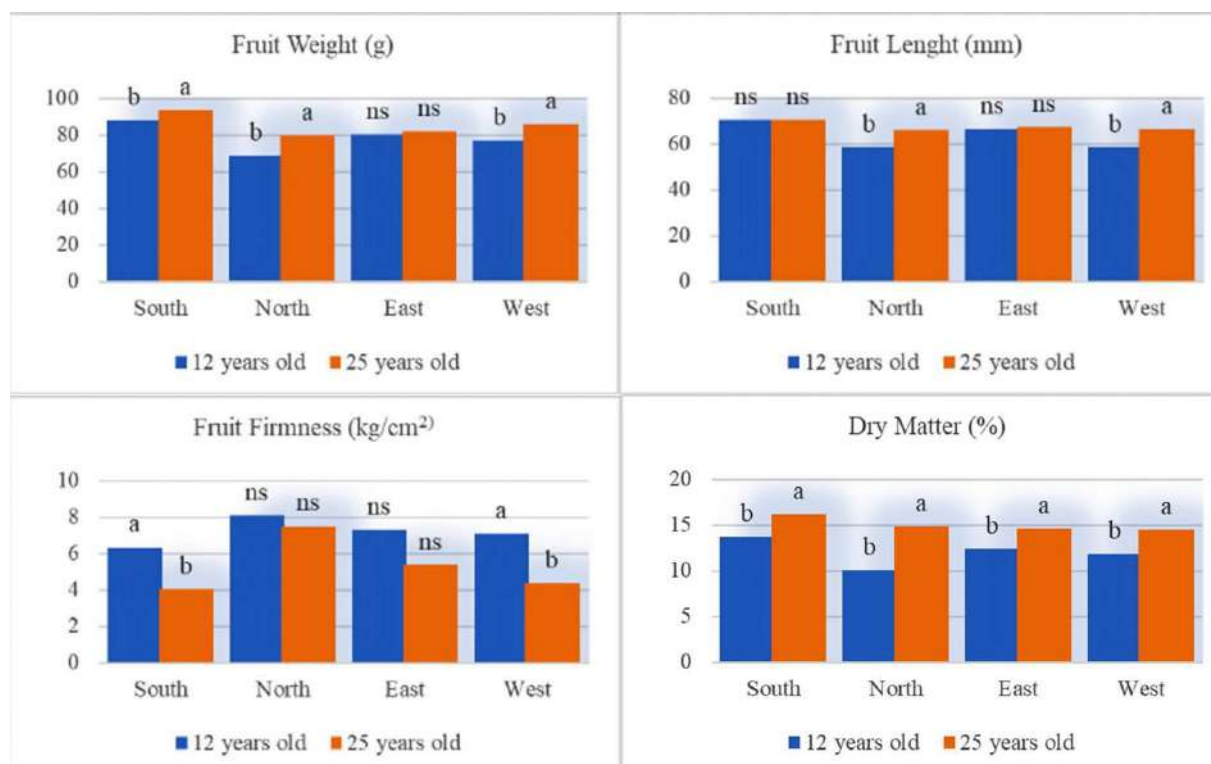 Fruit Weight (g)
b a b a ns ns b a
100
80
60
40
20
0
South North East West
12 years old 25 years old
Fruit Lenght (mm)
ns ns b a ns ns b a
80
60
40
20
0
South North East West
12 years old 25 years old
Fruit Firmness (kg/cm²⁾
a b ns ns ns ns a b
10
8
6
4
2
0
South North East West
12 years old 25 years old
Dry Matter (%)
b a b a b a b a
20
15
10
5
0
South North East West
12 years old 25 years old